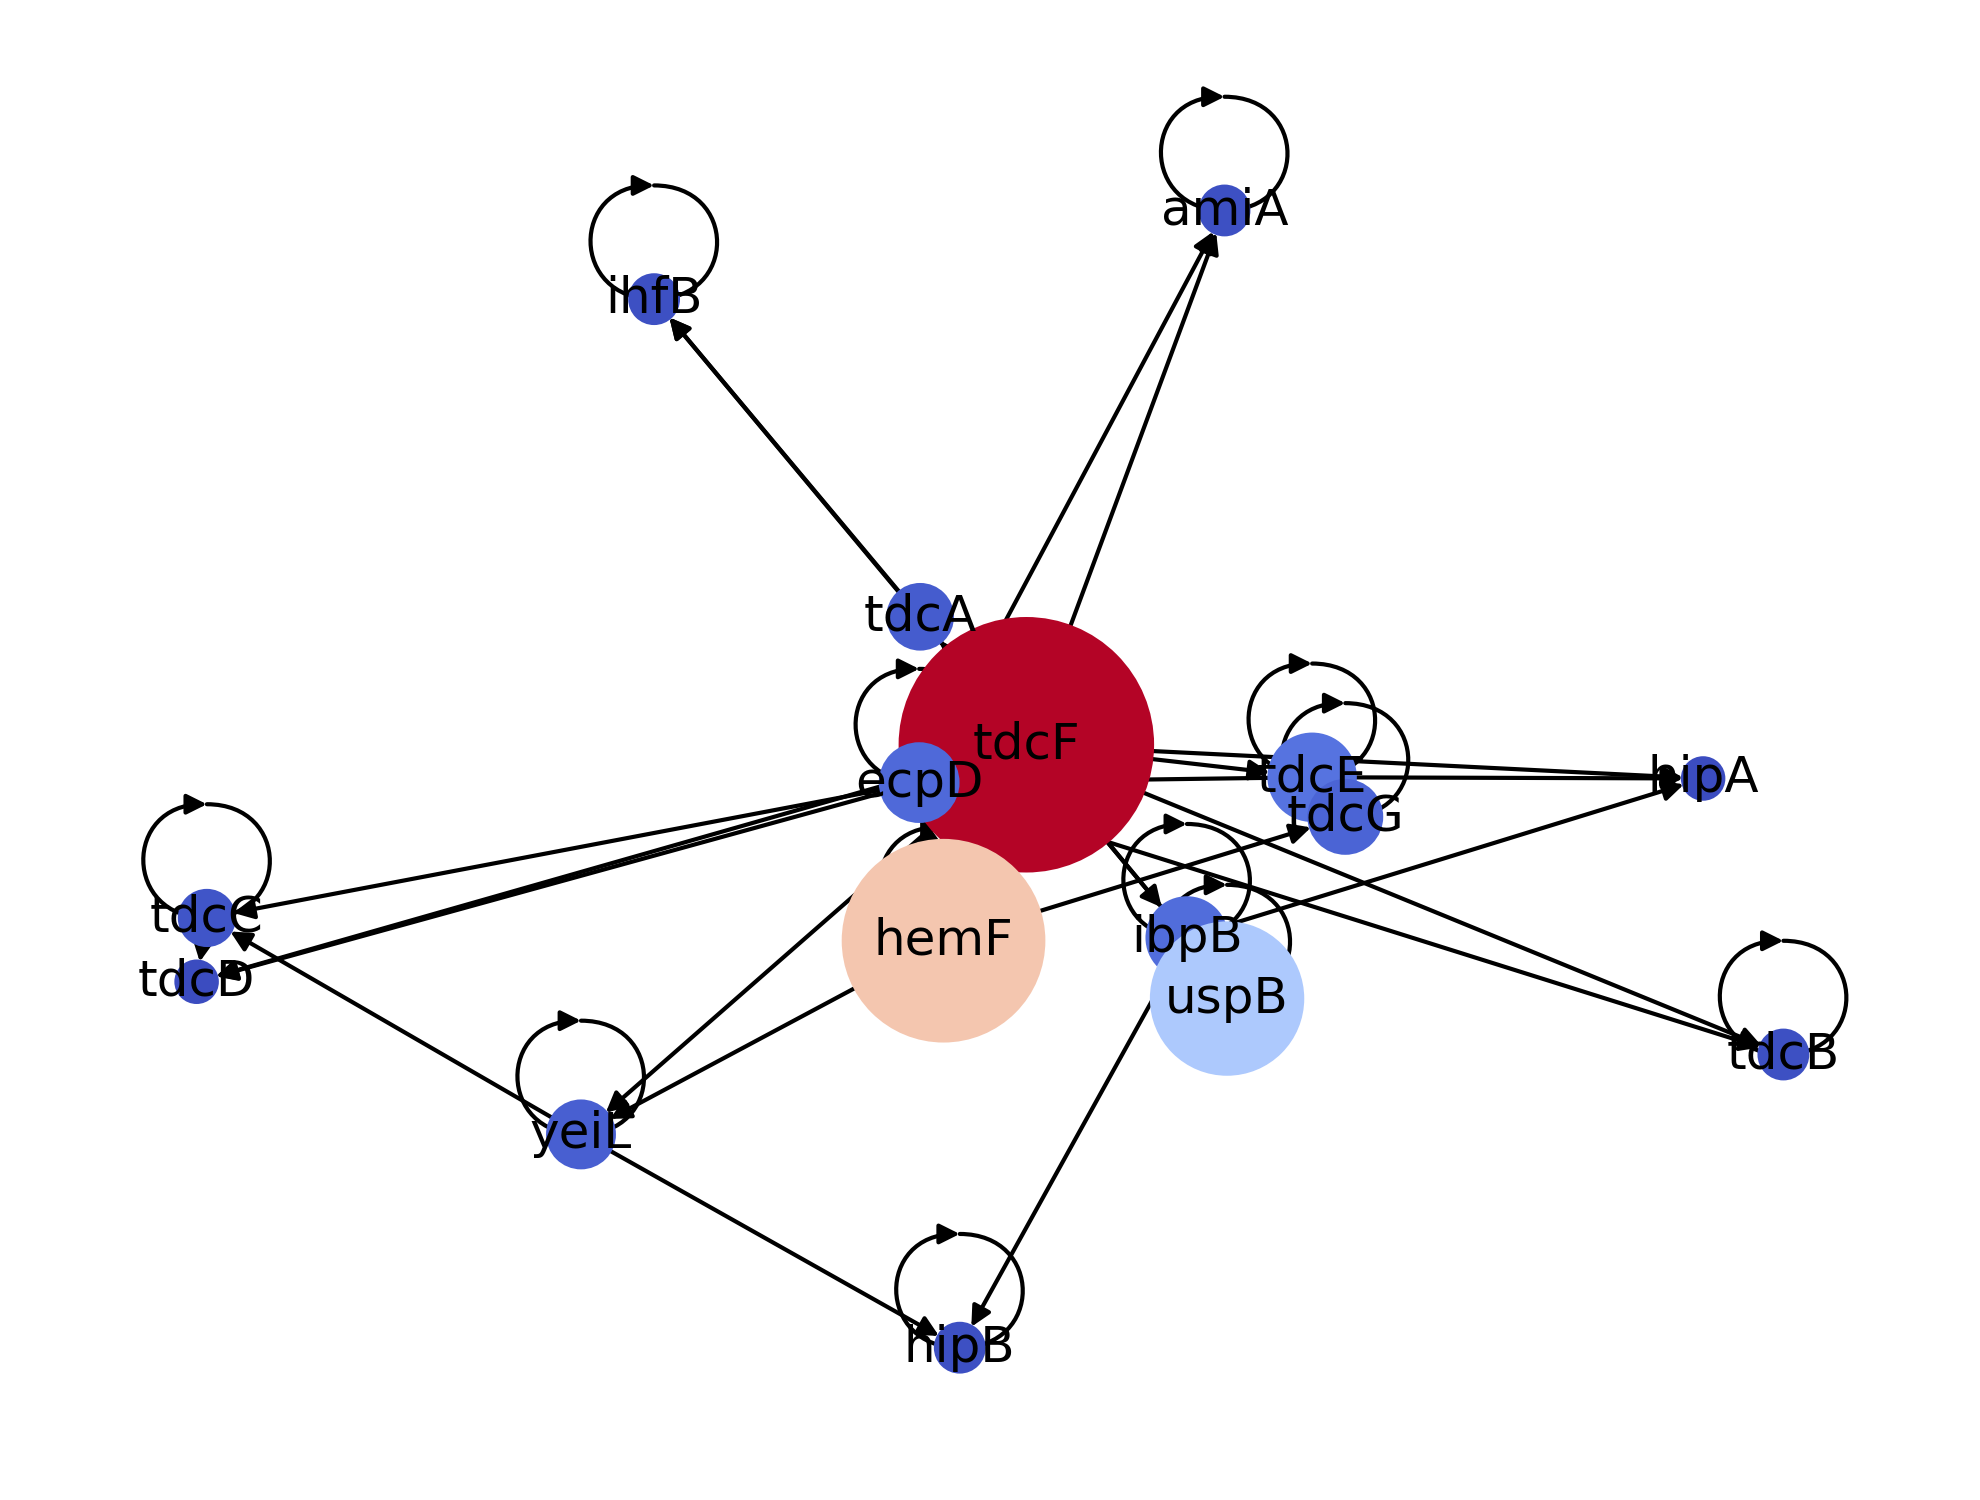 amiA
ihfB
tdcA
tdcF
ecpD
tdcE
hipA
tdcG
tdcC
hemF
ibpB
tdcD
uspB
tdcB
yeiL
hipB